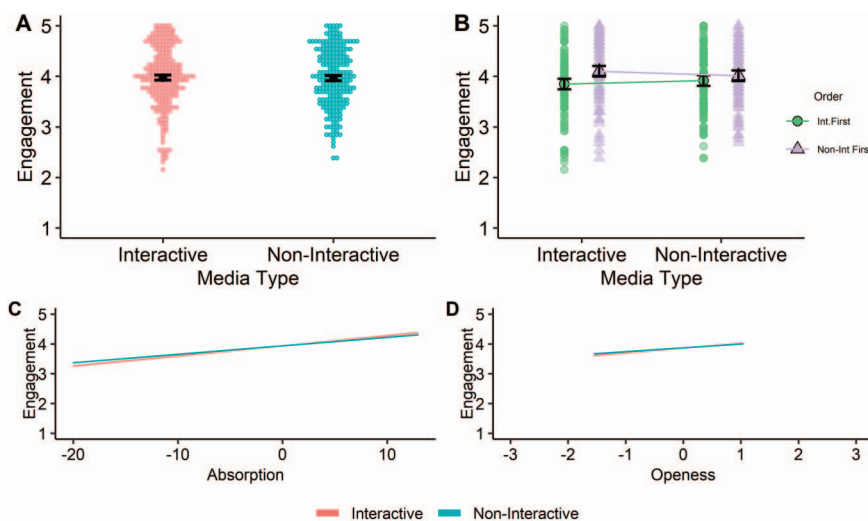 A
5
4
3
2
1
Engagement
Interactive
Non-Interactive
Media Type
B
5
4
3
2
1
Engagement
Interactive
Non-Interactive
Media Type
Order
Int.First
Non-Int Firs
C
5
4
3
2
1
Engagement
-20
-10
0
10
Absorption
D
5
4
3
2
1
Engagement
-3
-2
-1
0
1
2
3
Openess
Interactive
Non-Interactive